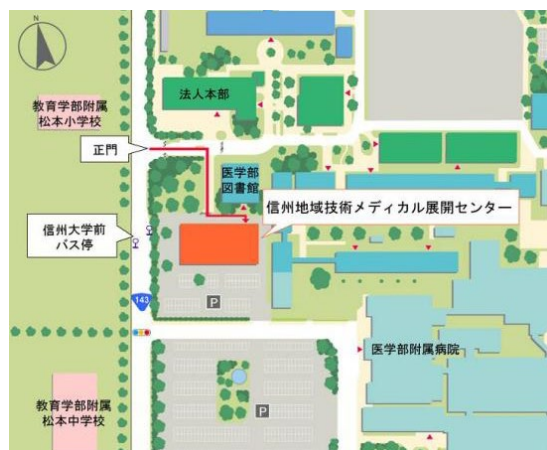 法人本部
教育学部附属
松本小学校
正門
医学部
図書館
信州地域技術メディカル展開センター
信州大学前
バス停
143
P
医学部附属病院
教育学部附属
松本中学校
P